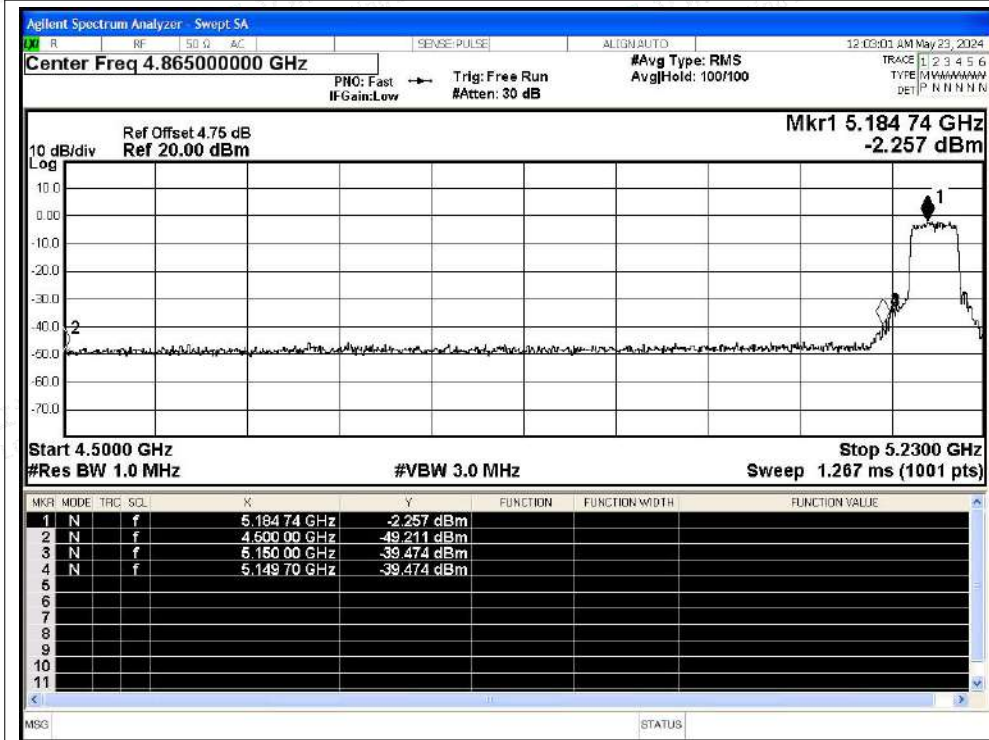 Agilent Spectrum Analyzer - Swept SA
LXI R RF 50 Ω AC SENSE:PULSE ALIGNAUTO 12:03:01 AM May 23, 2024
Center Freq 4.865000000 GHz #Avg Type: RMS TRACE 1 2 3 4 5 6
PNO: Fast Trig: Free Run Avg|Hold: 100/100 TYPE M
IFGain:Low #Atten: 30 dB DET P N N N N N
Mkr1 5.184 74 GHz
Ref Offset 4.75 dB
10 dB/div Ref 20.00 dBm -2.257 dBm
Log
10.0
1
0.00
-10.0
-20.0
-30.0
-40.0
2
-50.0
-60.0
-70.0
Start 4.5000 GHz Stop 5.2300 GHz
#Res BW 1.0 MHz #VBW 3.0 MHz Sweep 1.267 ms (1001 pts)
MKR MODE TRC SCL X Y FUNCTION FUNCTION WIDTH FUNCTION VALUE
1 N f 5.184 74 GHz -2.257 dBm
2 N f 4.500 00 GHz -49.211 dBm
3 N f 5.150 00 GHz -39.474 dBm
4 N f 5.149 70 GHz -39.474 dBm
5
6
7
8
9
10
11
MSG STATUS